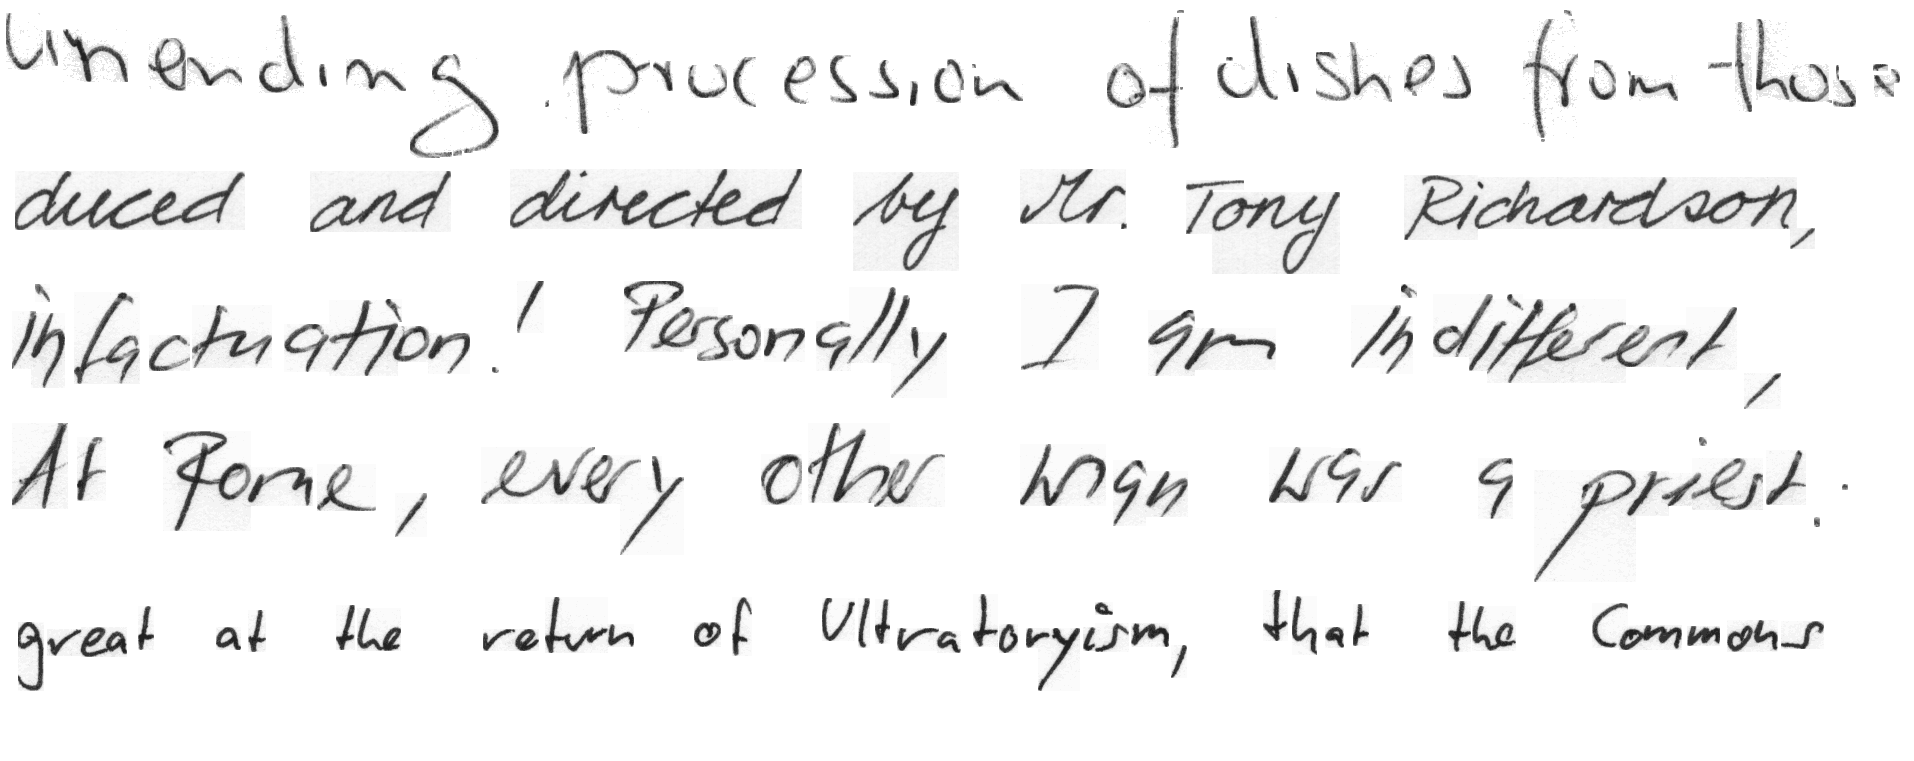 unending procession of dishes from those
duced and directed by Mr. Tony Richardson,
infactuation! Personally I am indifferent,
At Rome, every other man was a priest.
great at the return of Ultratoryism, that the Commons